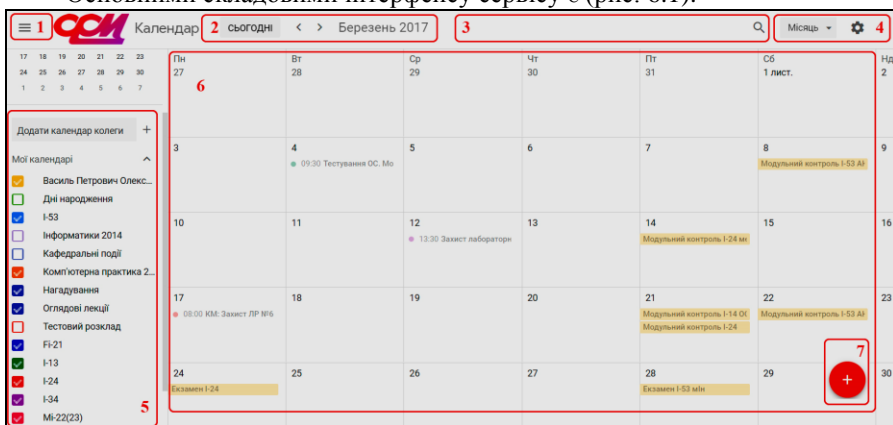 Основними складовими інтерфейсу сервісу є (рис. 6.1):
1 Календар 2 сьогодні < > Березень 2017 3 Місяць 4
17 18 19 20 21 22 23
24 25 26 27 28 29 30
1 2 3 4 5 6 7
Додати календар колеги +
Мої календарі
Василь Петрович Олекс...
Дні народження
І-53
Інформатики 2014
Кафедральні події
Комп'ютерна практика 2...
Нагадування
Оглядові лекції
Тестовий розклад
Fi-21
І-13
І-24
І-34
Мі-22(23)
5
Пн Вт Ср Чт Пт Сб Нд
27 28 29 30 31 1 лист. 2
6
3 4 5 6 7 8 9
09:30 Тестування ОС. Мо
Модульний контроль І-53 АН
10 11 12 13 14 15 16
13:30 Захист лабораторн
Модульний контроль І-24 мн
17 18 19 20 21 22 23
08:00 КМ: Захист ЛР №6
Модульний контроль І-14 ОС
Модульний контроль І-53 АН
Модульний контроль І-24
7
24 25 26 27 28 29 30
+
Екзамен І-24
Екзамен І-53 мІн